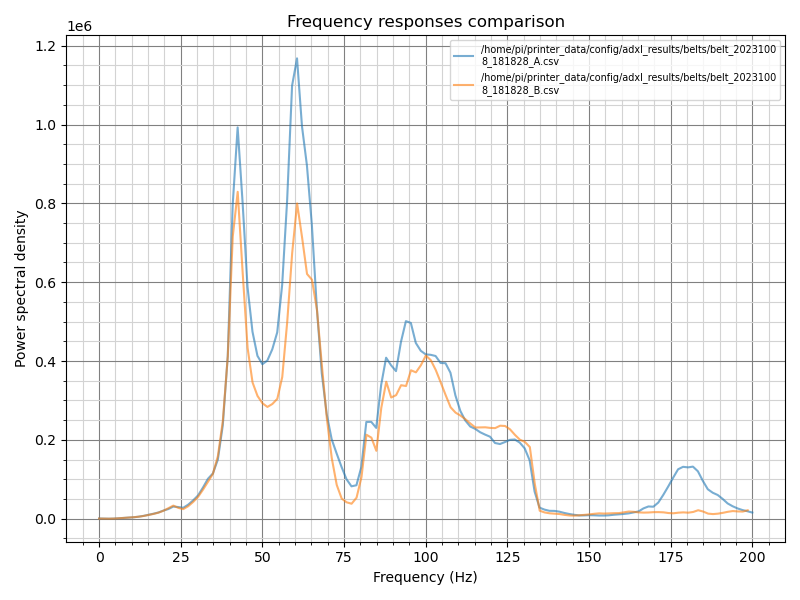 Frequency responses comparison
1e6
/home/pi/printer_data/config/adxl_results/belts/belt_2023100
8_181828_A.csv
/home/pi/printer_data/config/adxl_results/belts/belt_2023100
8_181828_B.csv
1.2
1.0
0.8
0.6
0.4
0.2
0.0
Power spectral density
0 25 50 75 100 125 150 175 200
Frequency (Hz)